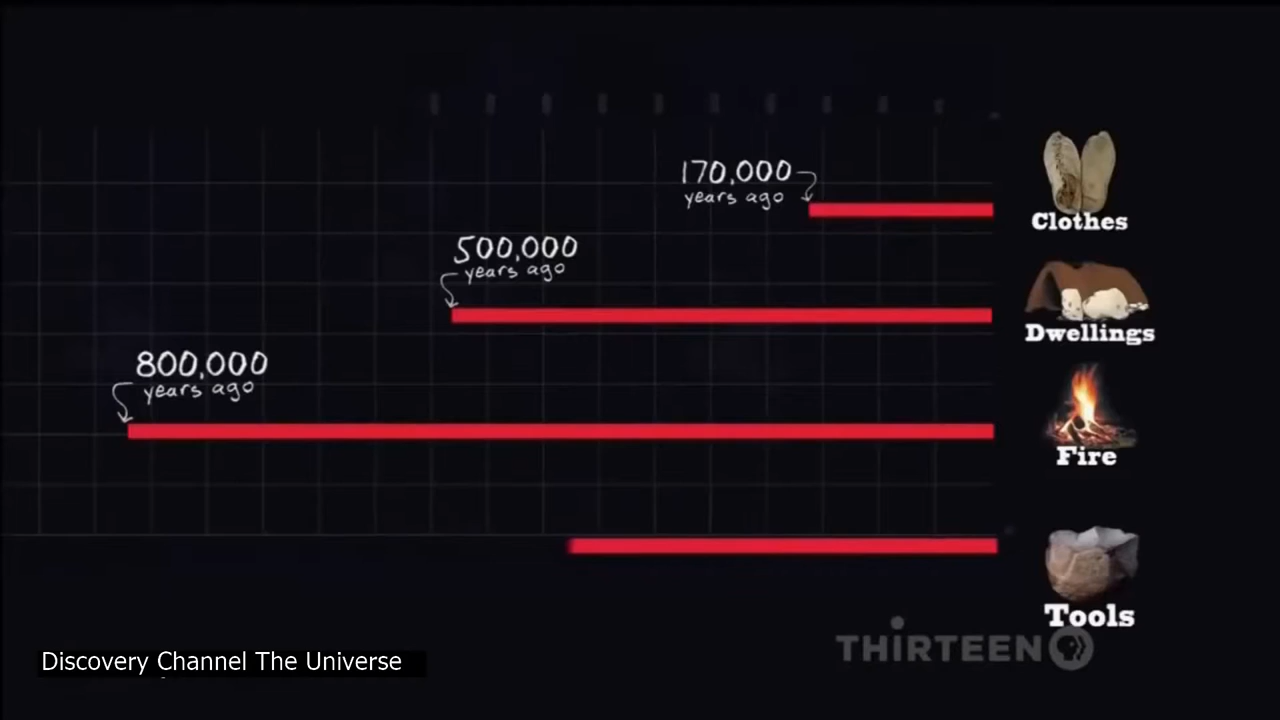 170,000
years ago
Clothes
500,000
years ago
Dwellings
800,000
years ago
Fire
Tools
THIRTEEN PBS
Discovery Channel The Universe